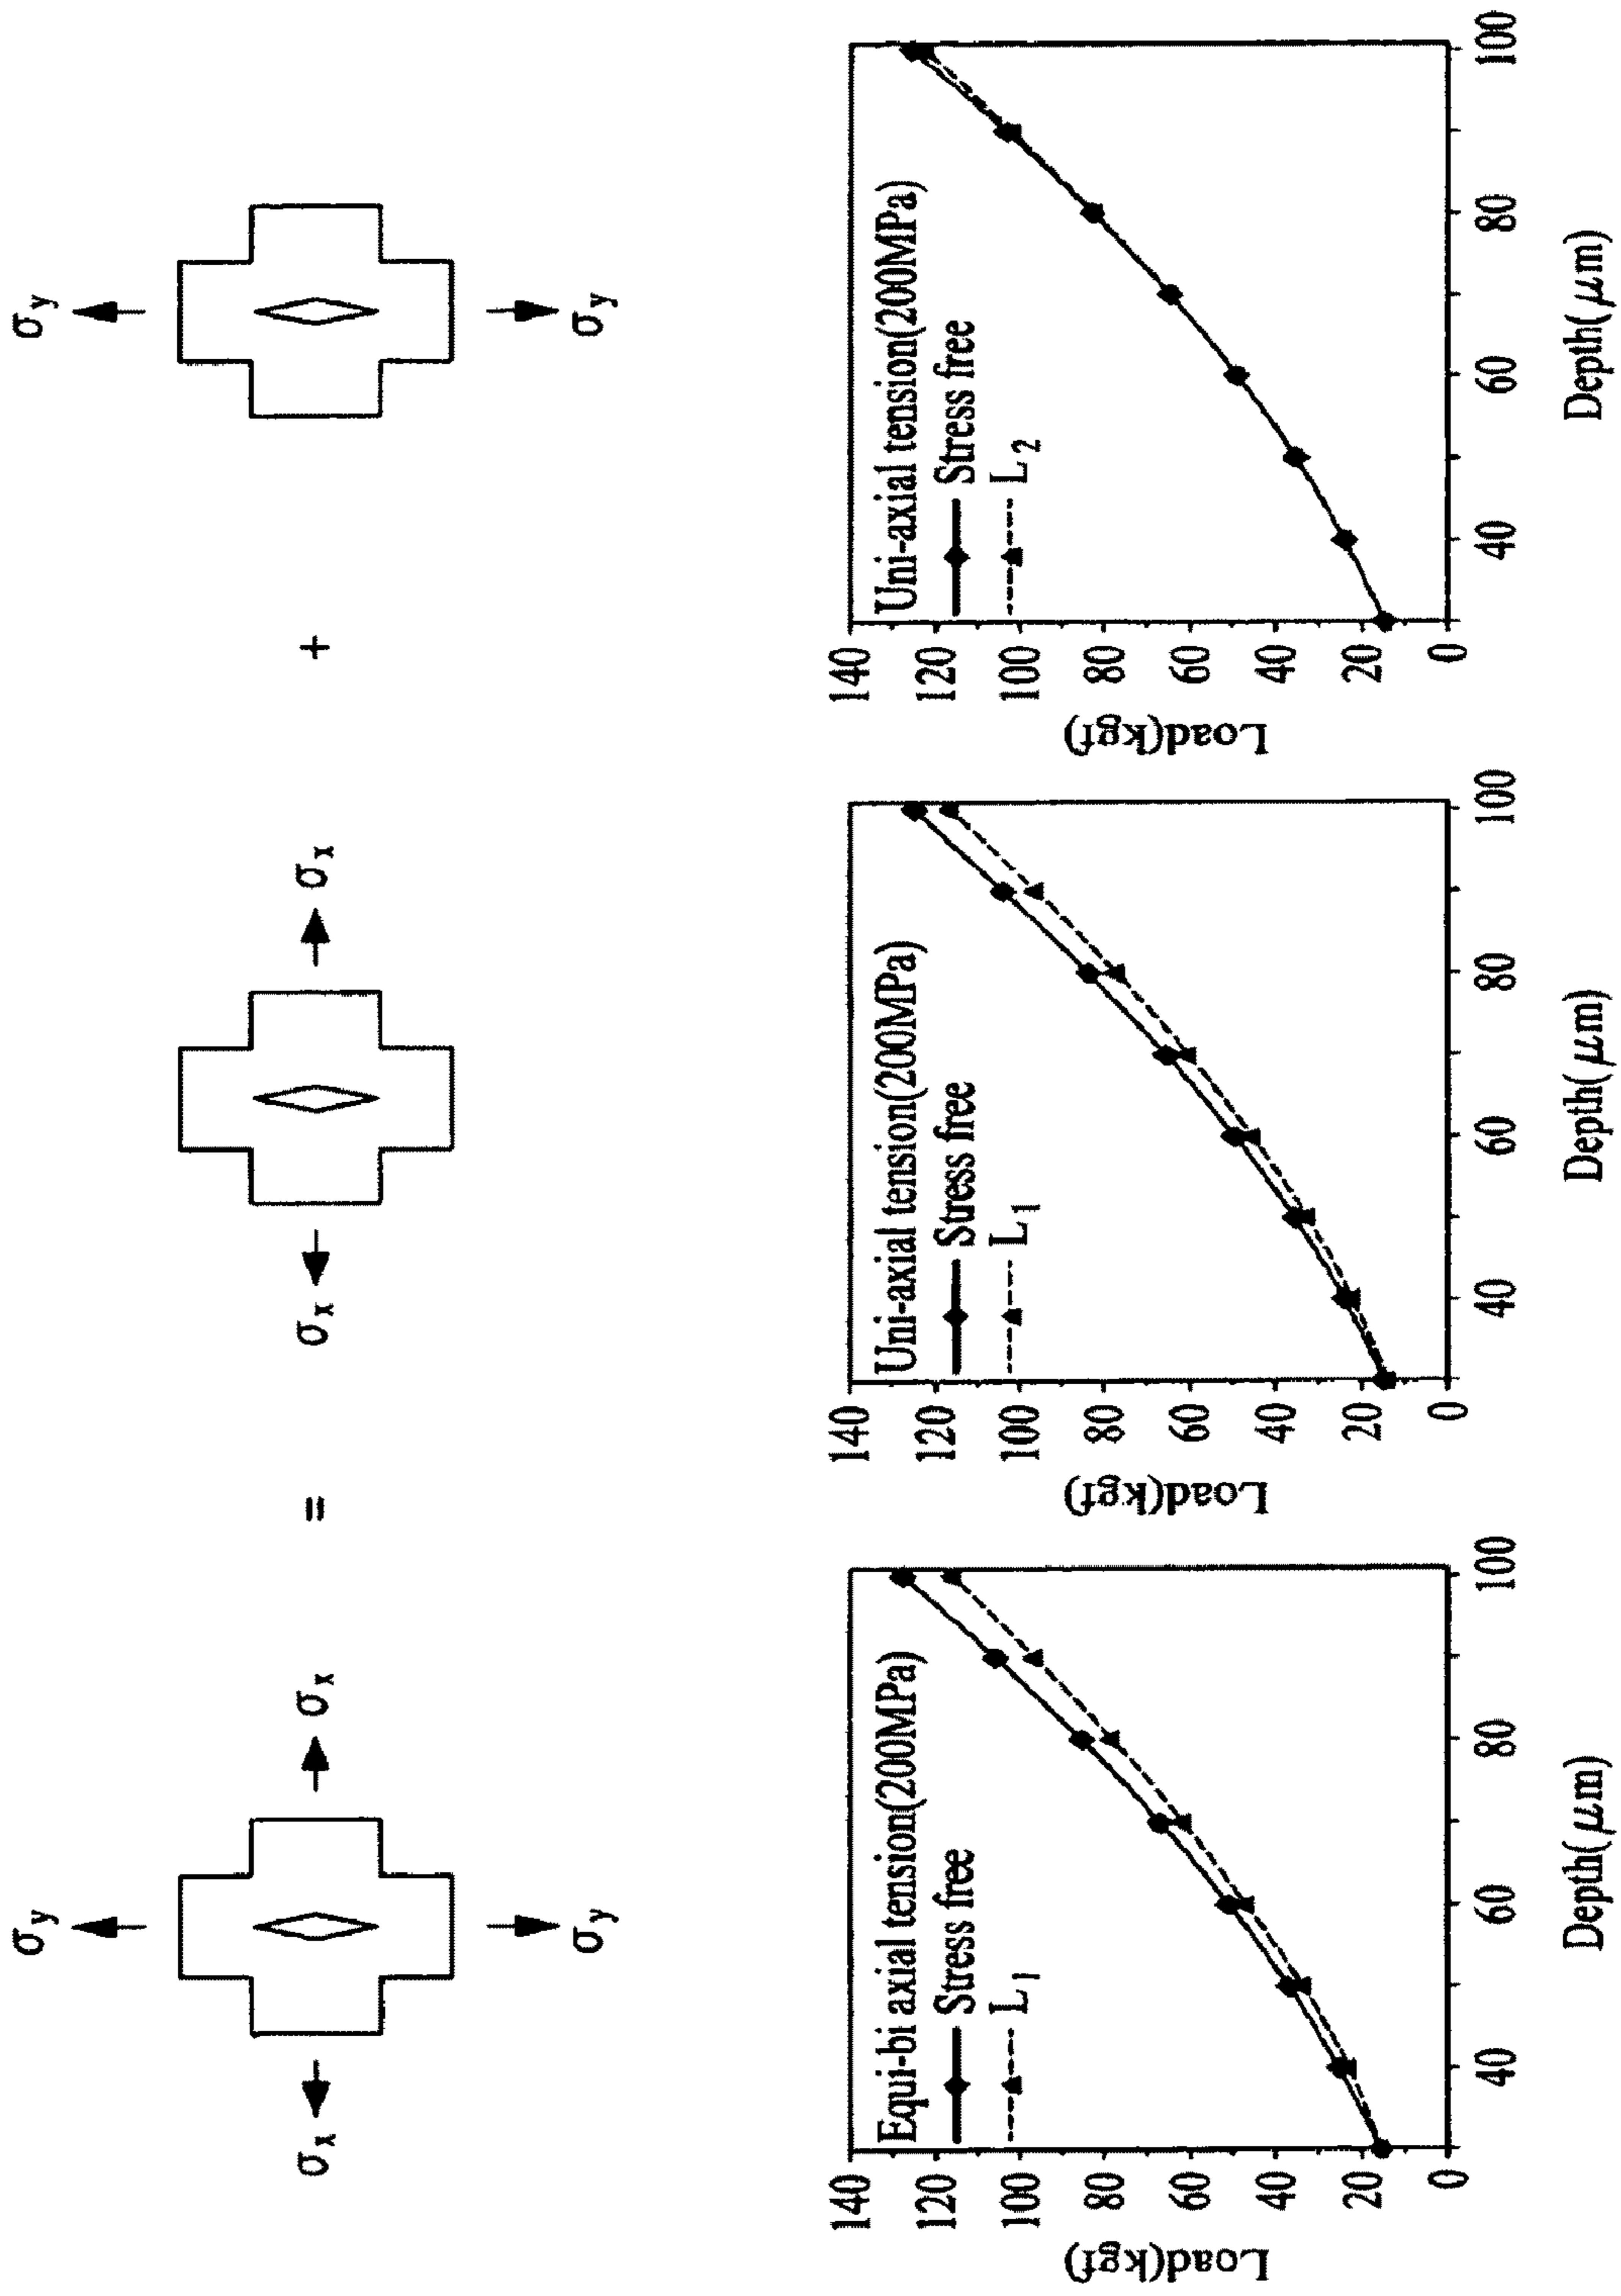 σy
σx
σx
σy
=
σx
σx
+
σy
σy
Equi-bi axial tension(200MPa)
Stress free
L1
140
120
100
80
60
40
20
0
Load(kgf)
40
60
80
100
Depth(μm)
Uni-axial tension(200MPa)
Stress free
L1
140
120
100
80
60
40
20
0
Load(kgf)
40
60
80
100
Depth(μm)
Uni-axial tension(200MPa)
Stress free
L2
140
120
100
80
60
40
20
0
Load(kgf)
40
60
80
100
Depth(μm)